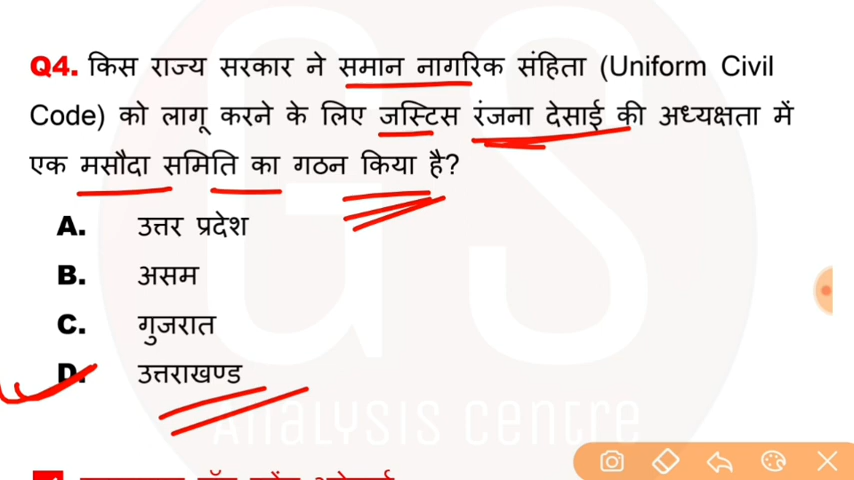 Q4. किस राज्य सरकार ने समान नागरिक संहिता (Uniform Civil
Code) को लागू करने के लिए जस्टिस रंजना देसाई की अध्यक्षता में
एक मसौदा समिति का गठन किया है?
A. उत्तर प्रदेश
B. असम
C. गुजरात
D. उत्तराखण्ड
GS
Analysis Centre